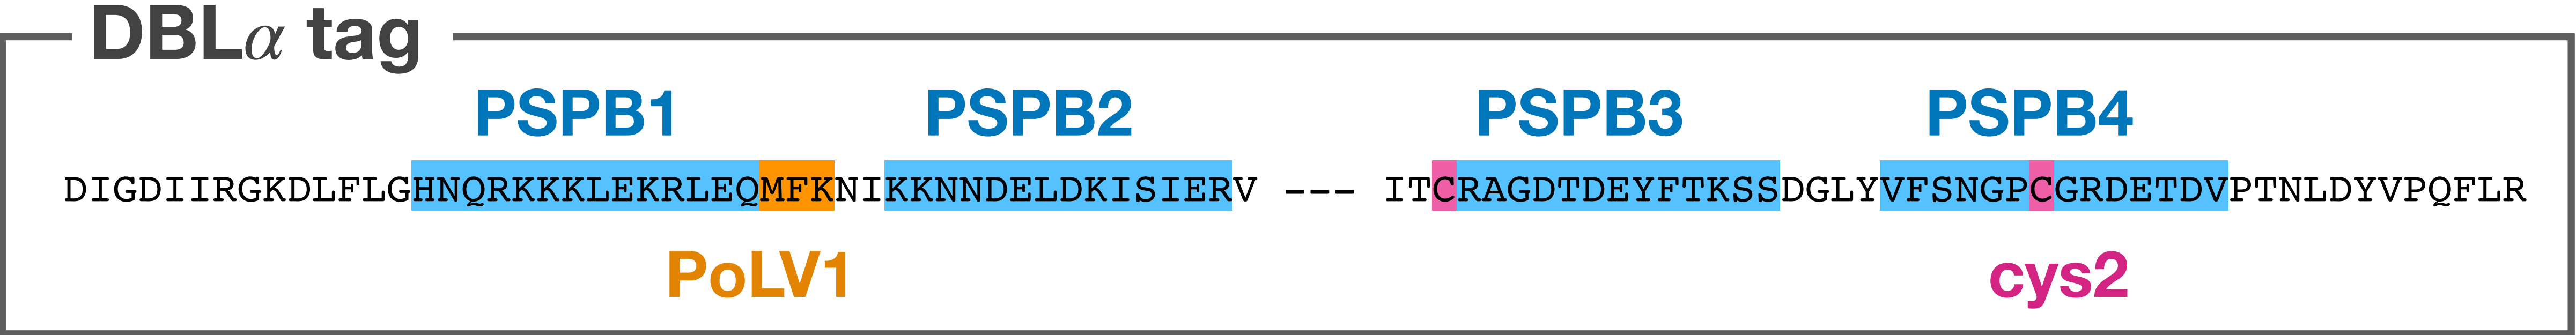 DBLα tag
PSPB1 PSPB2 PSPB3 PSPB4
DIGDIIRGKDLFLGHNQRKKKLEKRLEQMFKNIKKNNDELDKISIERV --- ITCRAGDTDEYFTKSSDGLYVFSNGPCGRDETDVPTNLDYVPQFLR
PoLV1 cys2